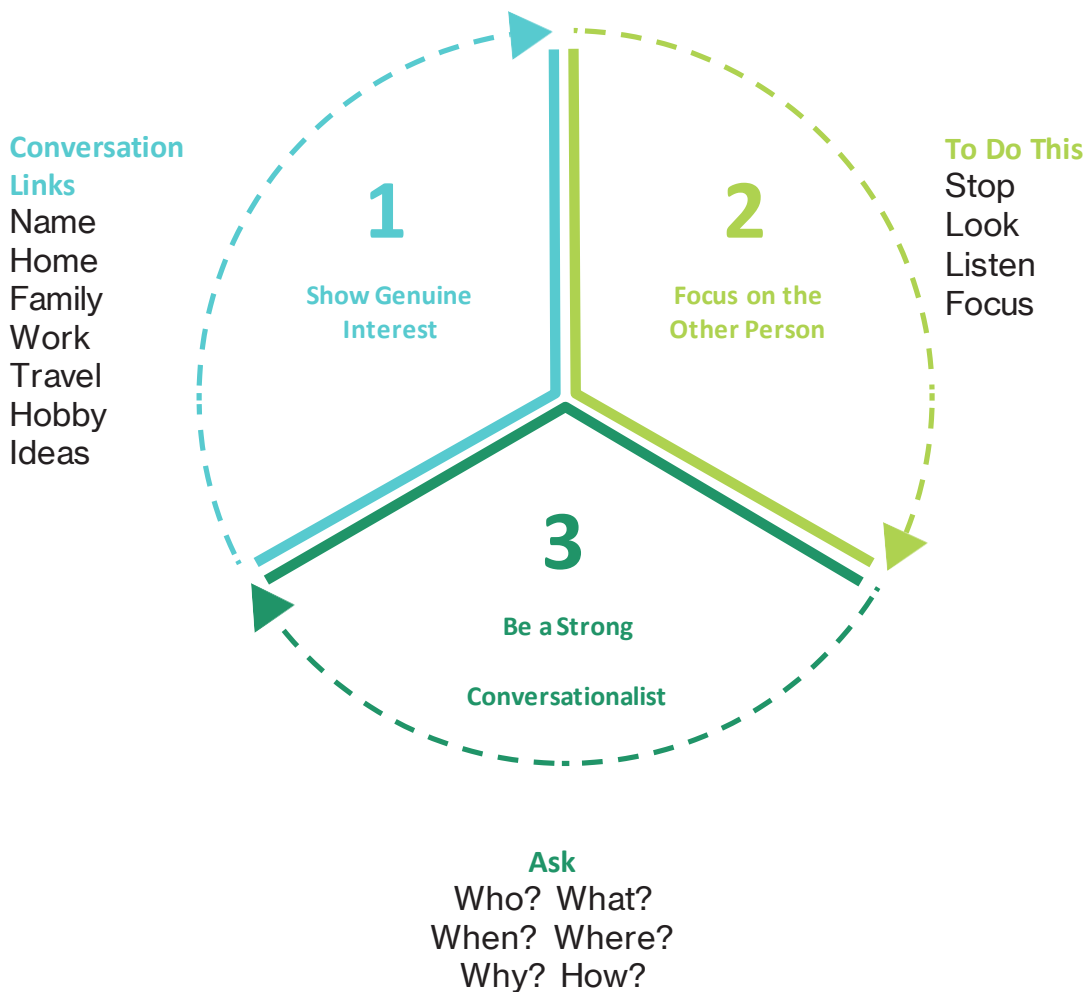 Conversation
Links
Name
Home
Family
Work
Travel
Hobby
Ideas
1
Show Genuine
Interest
2
Focus on the
Other Person
To Do This
Stop
Look
Listen
Focus
3
Be a Strong
Conversationalist
Ask
Who? What?
When? Where?
Why? How?